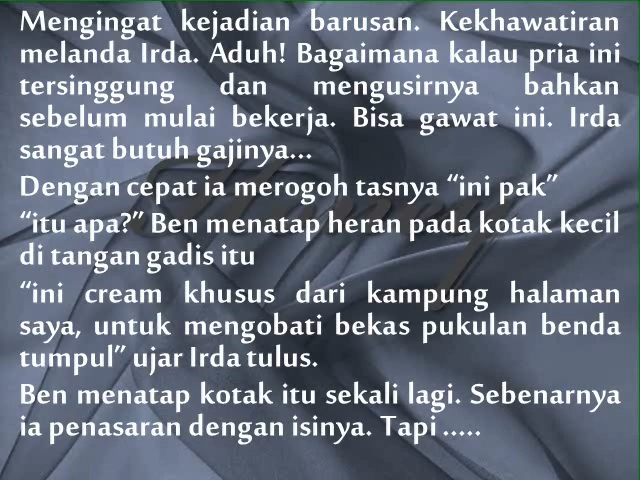 Mengingat kejadian barusan. Kekhawatiran
melanda Irda. Aduh! Bagaimana kalau pria ini
tersinggung dan mengusirnya bahkan
sebelum mulai bekerja. Bisa gawat ini. Irda
sangat butuh gajinya...
Dengan cepat ia merogoh tasnya “ini pak”
“itu apa?” Ben menatap heran pada kotak kecil
di tangan gadis itu
“ini cream khusus dari kampung halaman
saya, untuk mengobati bekas pukulan benda
tumpul” ujar Irda tulus.
Ben menatap kotak itu sekali lagi. Sebenarnya
ia penasaran dengan isinya. Tapi .....